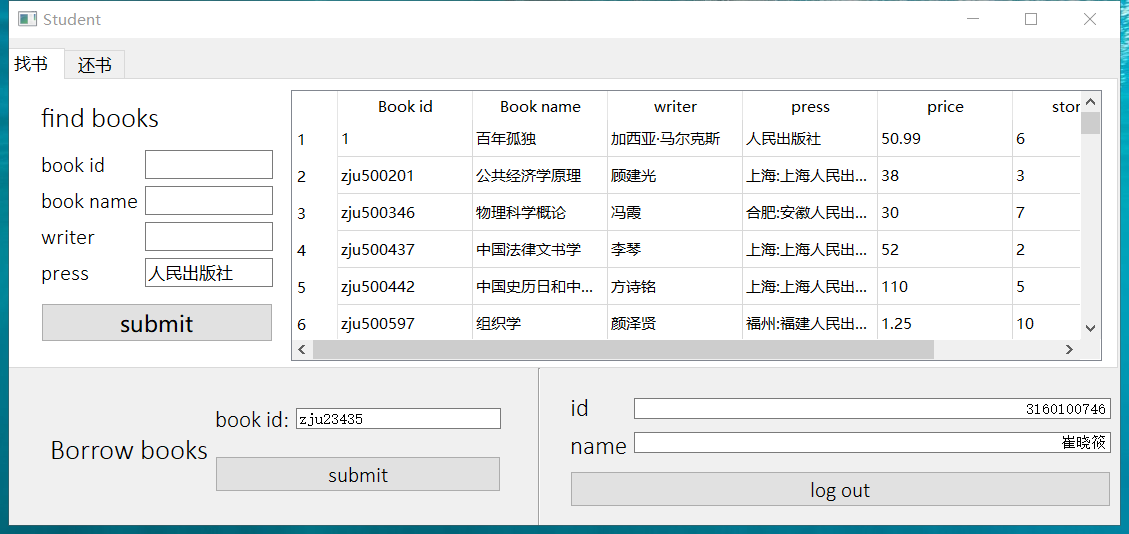 Student
找书 还书
find books
book id
book name
writer
press 人民出版社
submit
Book id Book name writer press price stor
1 1 百年孤独 加西亚·马尔克斯 人民出版社 50.99 6
2 zju500201 公共经济学原理 顾建光 上海:上海人民出... 38 3
3 zju500346 物理科学概论 冯霞 合肥:安徽人民出... 30 7
4 zju500437 中国法律文书学 李琴 上海:上海人民出... 52 2
5 zju500442 中国史历日和中... 方诗铭 上海:上海人民出... 110 5
6 zju500597 组织学 颜泽贤 福州:福建人民出... 1.25 10
Borrow books
book id: zju23435
submit
id 3160100746
name 崔晓筱
log out